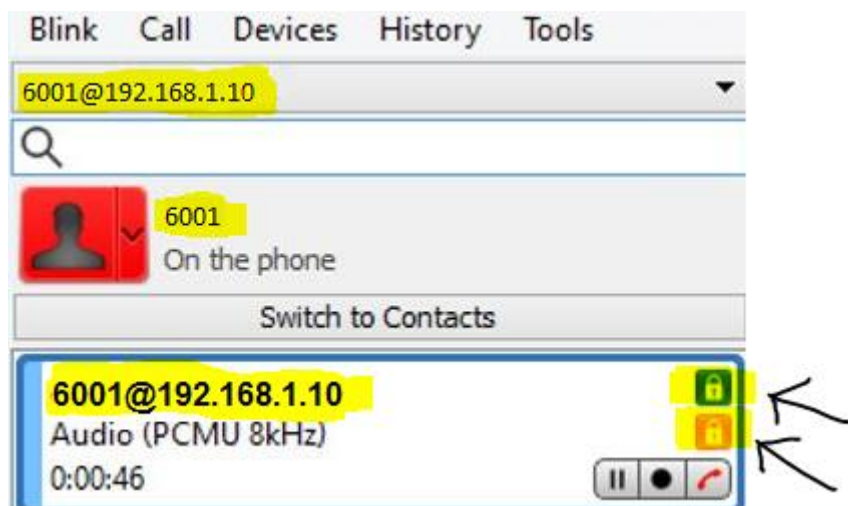 Blink Call Devices History Tools
6001@192.168.1.10
6001
On the phone
Switch to Contacts
6001@192.168.1.10
Audio (PCMU 8kHz)
0:00:46